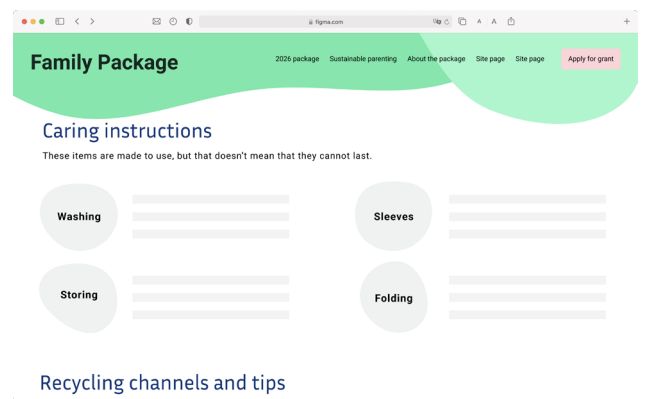 figma.com
A A
Family Package
2026 package Sustainable parenting About the package Site page Site page Apply for grant
Caring instructions
These items are made to use, but that doesn't mean that they cannot last.
Washing
Sleeves
Storing
Folding
Recycling channels and tips